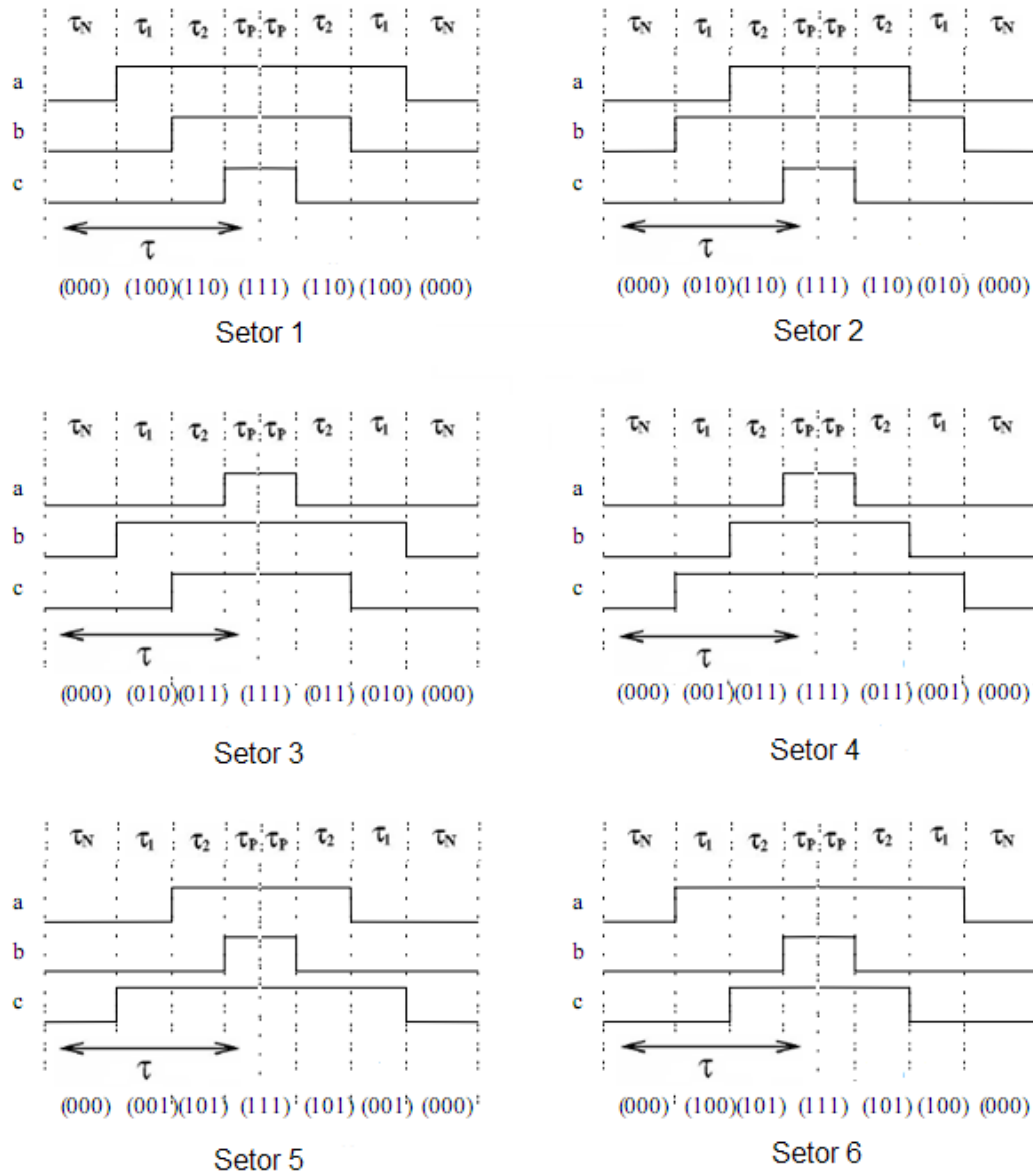 τN τ1 τ2 τP τP τ2 τ1 τN
a
b
c
τ
(000) (100) (110) (111) (110) (100) (000)
Setor 1
τN τ1 τ2 τP τP τ2 τ1 τN
a
b
c
τ
(000) (010) (110) (111) (110) (010) (000)
Setor 2
τN τ1 τ2 τP τP τ2 τ1 τN
a
b
c
τ
(000) (010) (011) (111) (011) (010) (000)
Setor 3
τN τ1 τ2 τP τP τ2 τ1 τN
a
b
c
τ
(000) (001) (011) (111) (011) (001) (000)
Setor 4
τN τ1 τ2 τP τP τ2 τ1 τN
a
b
c
τ
(000) (001) (101) (111) (101) (001) (000)
Setor 5
τN τ1 τ2 τP τP τ2 τ1 τN
a
b
c
τ
(000) (100) (101) (111) (101) (100) (000)
Setor 6